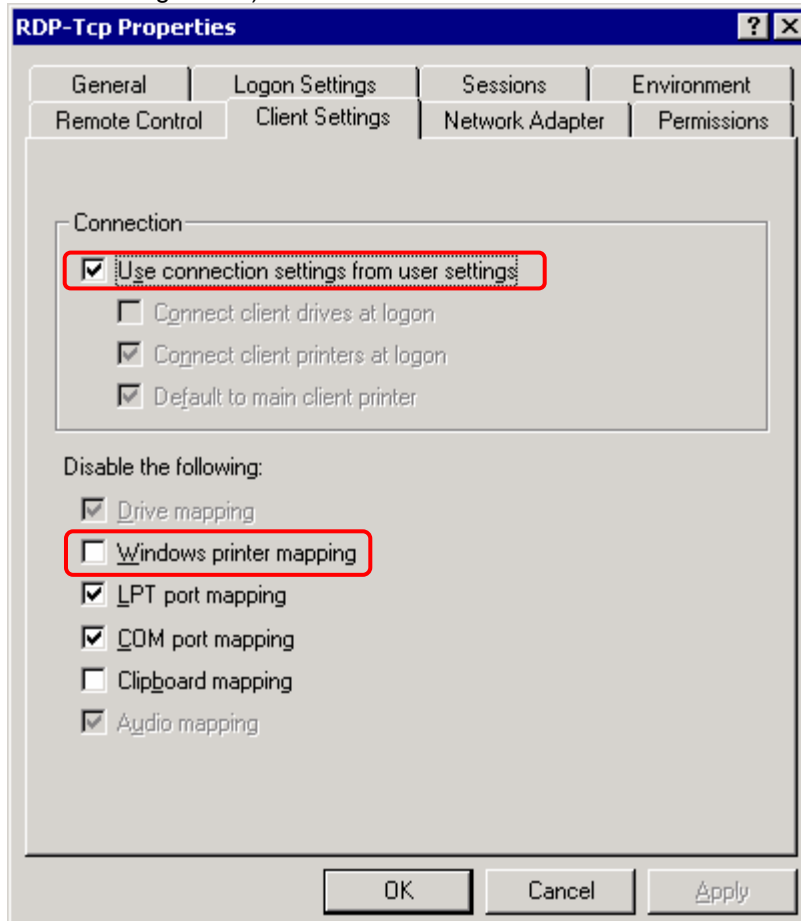 RDP-Tcp Properties ? X
General Logon Settings Sessions Environment
Remote Control Client Settings Network Adapter Permissions
Connection
Use connection settings from user settings
Connect client drives at logon
Connect client printers at logon
Default to main client printer
Disable the following:
Drive mapping
Windows printer mapping
LPT port mapping
COM port mapping
Clipboard mapping
Audio mapping
OK Cancel Apply